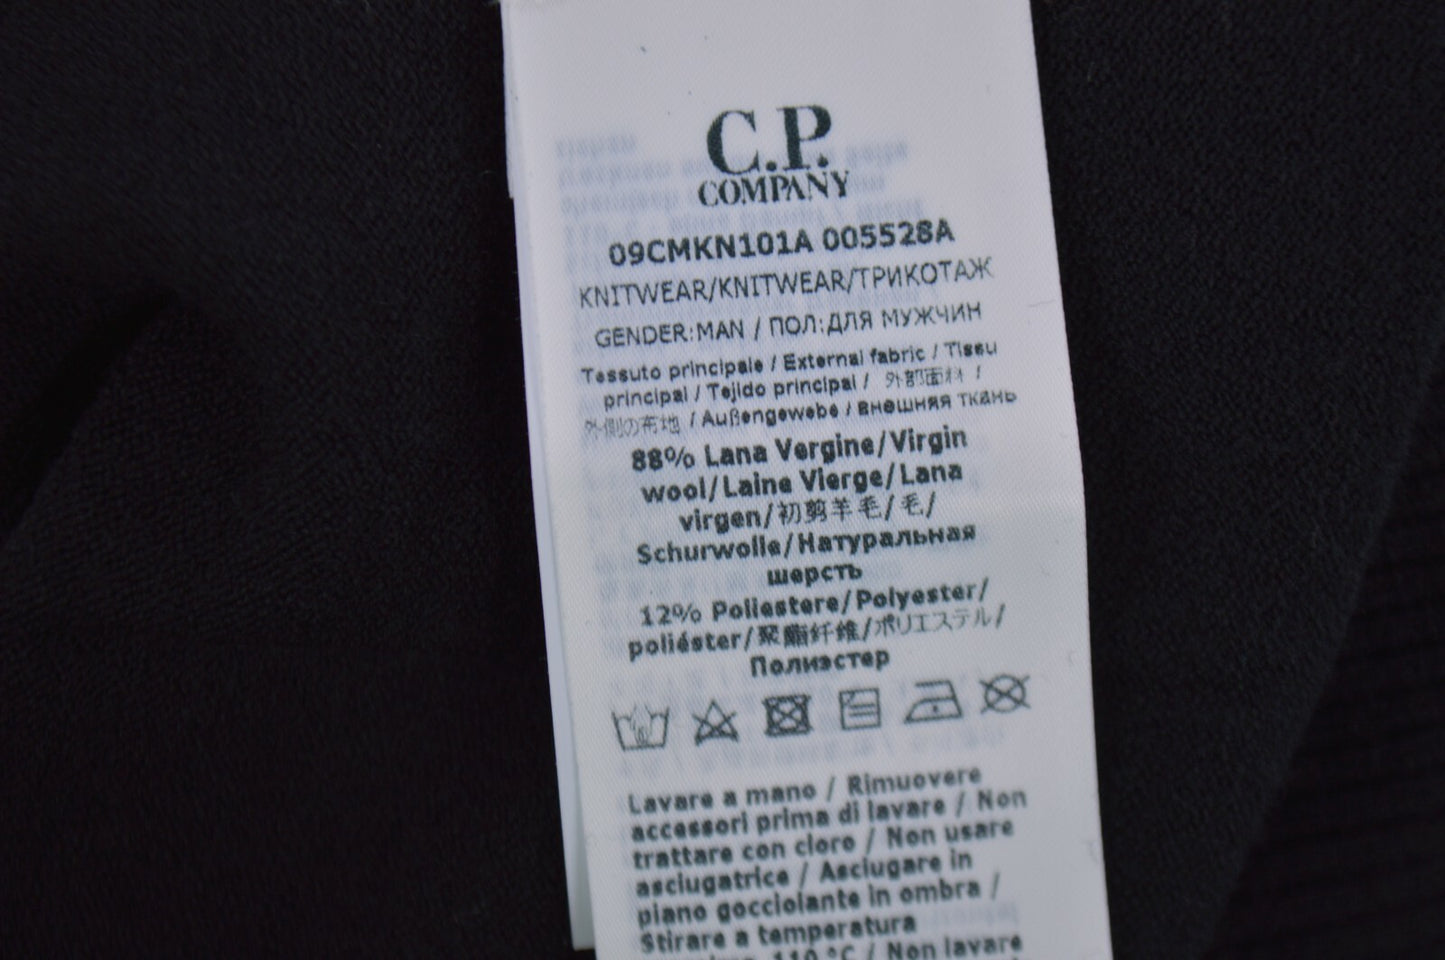 C.P.
COMPANY
09CMKN101A 005528A
KNITWEAR/KNITWEAR/ТРИКОТАЖ
GENDER:MAN / ПОЛ:ДЛЯ МУЖЧИН
Tessuto principale / External fabric / Tissu
principal / Tejido principal / 外部面料 /
外側の布地 / Außengewebe / внешняя ткань
88% Lana Vergine/Virgin
wool/Laine Vierge/Lana
virgen/初剪羊毛/毛/
Schurwolle/Натуральная
шерсть
12% Poliestere/Polyester/
poliéster/聚酯纤维/ポリエステル/
Полиэстер
Lavare a mano / Rimuovere
accessori prima di lavare / Non
trattare con cloro / Non usare
asciugatrice / Asciugare in
piano gocciolante in ombra /
Stirare a temperatura
110 °C / Non lavare